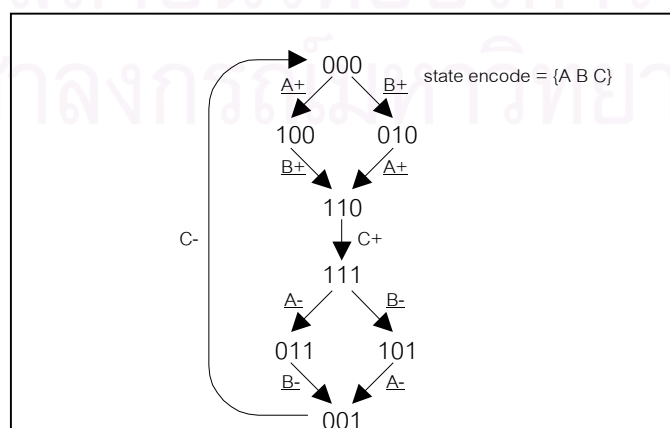 000
state encode = {A B C}
A+ B+
100 010
B+ A+
110
C- C+
111
A- B-
011 101
B- A-
001